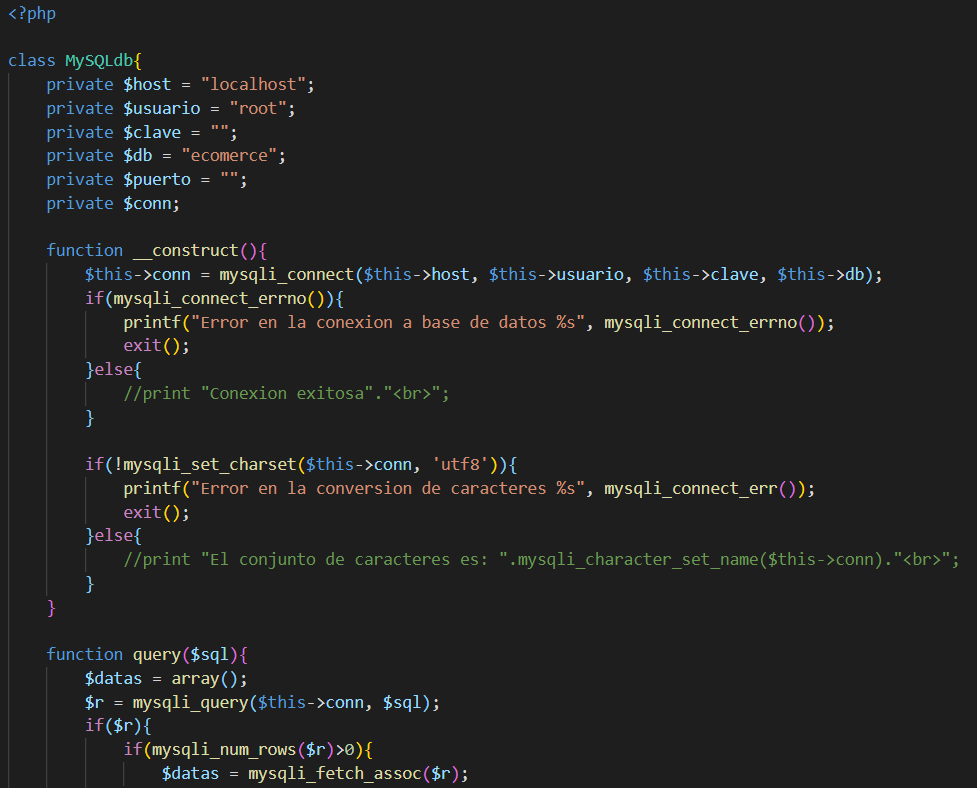 <?php
class MySQLdb{
private $host = "localhost";
private $usuario = "root";
private $clave = "";
private $db = "ecomerce";
private $puerto = "";
private $conn;
function __construct(){
$this->conn = mysqli_connect($this->host, $this->usuario, $this->clave, $this->db);
if(mysqli_connect_errno()){
printf("Error en la conexion a base de datos %s", mysqli_connect_errno());
exit();
}else{
//print "Conexion exitosa"."<br>";
}
if(!mysqli_set_charset($this->conn, 'utf8')){
printf("Error en la conversion de caracteres %s", mysqli_connect_err());
exit();
}else{
//print "El conjunto de caracteres es: ".mysqli_character_set_name($this->conn)."<br>";
}
}
function query($sql){
$datas = array();
$r = mysqli_query($this->conn, $sql);
if($r){
if(mysqli_num_rows($r)>0){
$datas = mysqli_fetch_assoc($r);